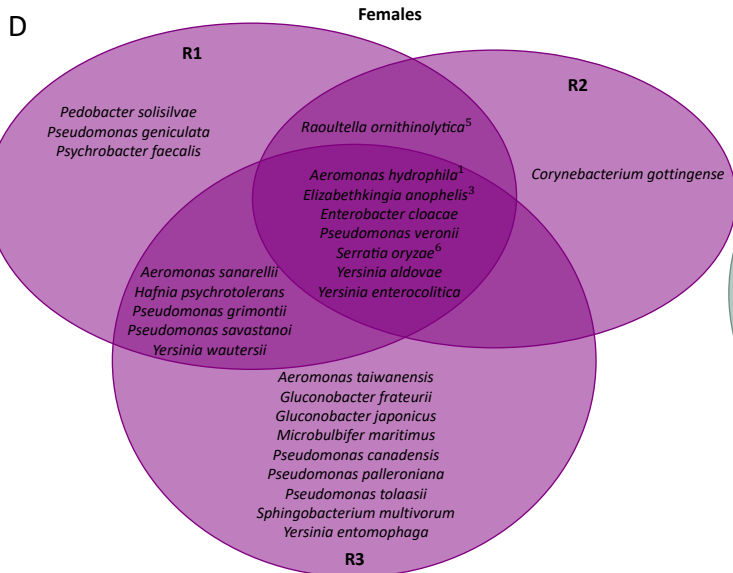 D
Females
R1
R2
Pedobacter solisilvae
Pseudomonas geniculata
Psychrobacter faecalis
Raoultella ornithinolytica⁵
Aeromonas hydrophila¹
Elizabethkingia anophelis³
Enterobacter cloacae
Pseudomonas veronii
Serratia oryzae⁶
Yersinia aldovae
Yersinia enterocolitica
Corynebacterium gottingense
Aeromonas sanarellii
Hafnia psychrotolerans
Pseudomonas grimontii
Pseudomonas savastanoi
Yersinia wautersii
Aeromonas taiwanensis
Gluconobacter frateurii
Gluconobacter japonicus
Microbulbifer maritimus
Pseudomonas canadensis
Pseudomonas palleroniana
Pseudomonas tolaasii
Sphingobacterium multivorum
Yersinia entomophaga
R3